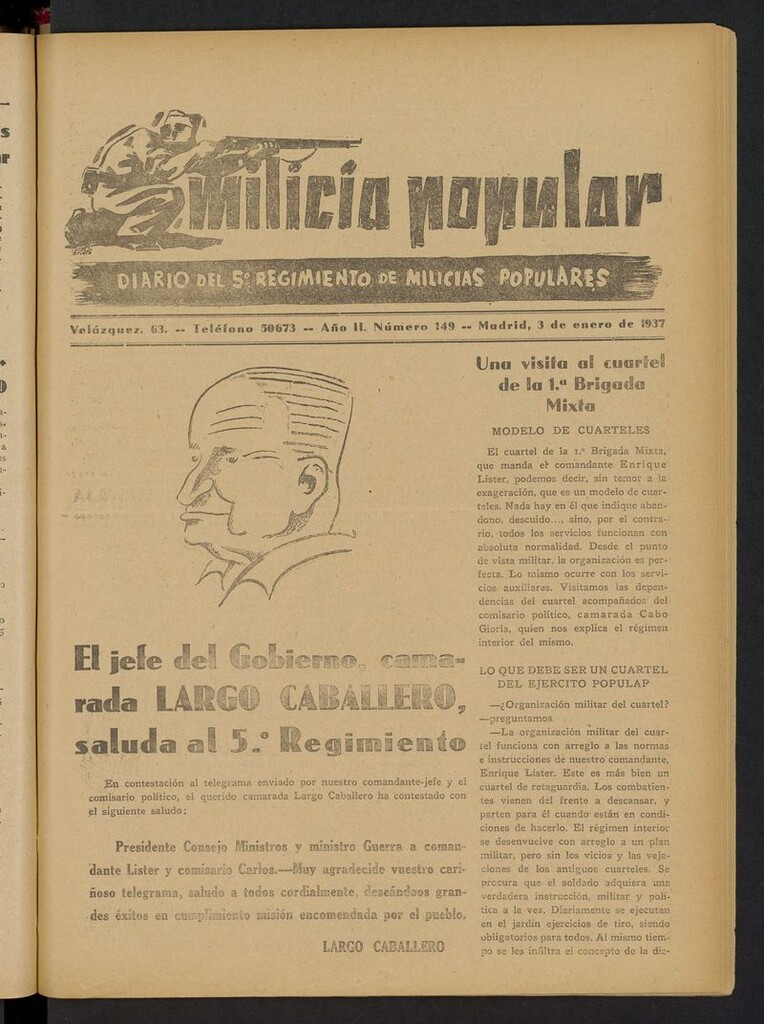 milicia popular
DIARIO DEL 5º REGIMIENTO DE MILICIAS POPULARES
Velázquez, 63. -- Teléfono 50673 -- Año II. Número 149 -- Madrid, 3 de enero de 1937
El jefe del Gobierno, cama-
rada LARGO CABALLERO,
saluda al 5.º Regimiento
En contestación al telegrama enviado por nuestro comandante-jefe y el
comisario político, el querido camarada Largo Caballero ha contestado con
el siguiente saludo:
Presidente Consejo Ministros y ministro Guerra a coman-
dante Lister y comisario Carlos.—Muy agradecido vuestro cari-
ñoso telegrama, saludo a todos cordialmente, deseándoos gran-
des éxitos en cumplimiento misión encomendada por el pueblo.
LARGO CABALLERO
Una visita al cuartel
de la 1.ª Brigada
Mixta
MODELO DE CUARTELES
El cuartel de la 1.ª Brigada Mixta,
que manda el comandante Enrique
Lister, podemos decir, sin temor a la
exageración, que es un modelo de cuar-
teles. Nada hay en él que indique aban-
dono, descuido..., sino, por el contra-
rio, todos los servicios funcionan con
absoluta normalidad. Desde el punto
de vista militar, la organización es per-
fecta. Lo mismo ocurre con los servi-
cios auxiliares. Visitamos las depen-
dencias del cuartel acompañados del
comisario político, camarada Cabo
Giorla, quien nos explica el régimen
interior del mismo.
LO QUE DEBE SER UN CUARTEL
DEL EJERCITO POPULAR
—¿Organización militar del cuartel?
—preguntamos.
—La organización militar del cuar-
tel funciona con arreglo a las normas
e instrucciones de nuestro comandante,
Enrique Lister. Este es más bien un
cuartel de retaguardia. Los combatien-
tes vienen del frente a descansar, y
parten para él cuando están en condi-
ciones de hacerlo. El régimen interior
se desenvuelve con arreglo a un plan
militar, pero sin los vicios y las veja-
ciones de los antiguos cuarteles. Se
procura que el soldado adquiera una
verdadera instrucción, militar y polí-
tica a la vez. Diariamente se ejecutan
en el jardín ejercicios de tiro, siendo
obligatorios para todos. Al mismo tiem-
po se les infiltra el concepto de la dis-